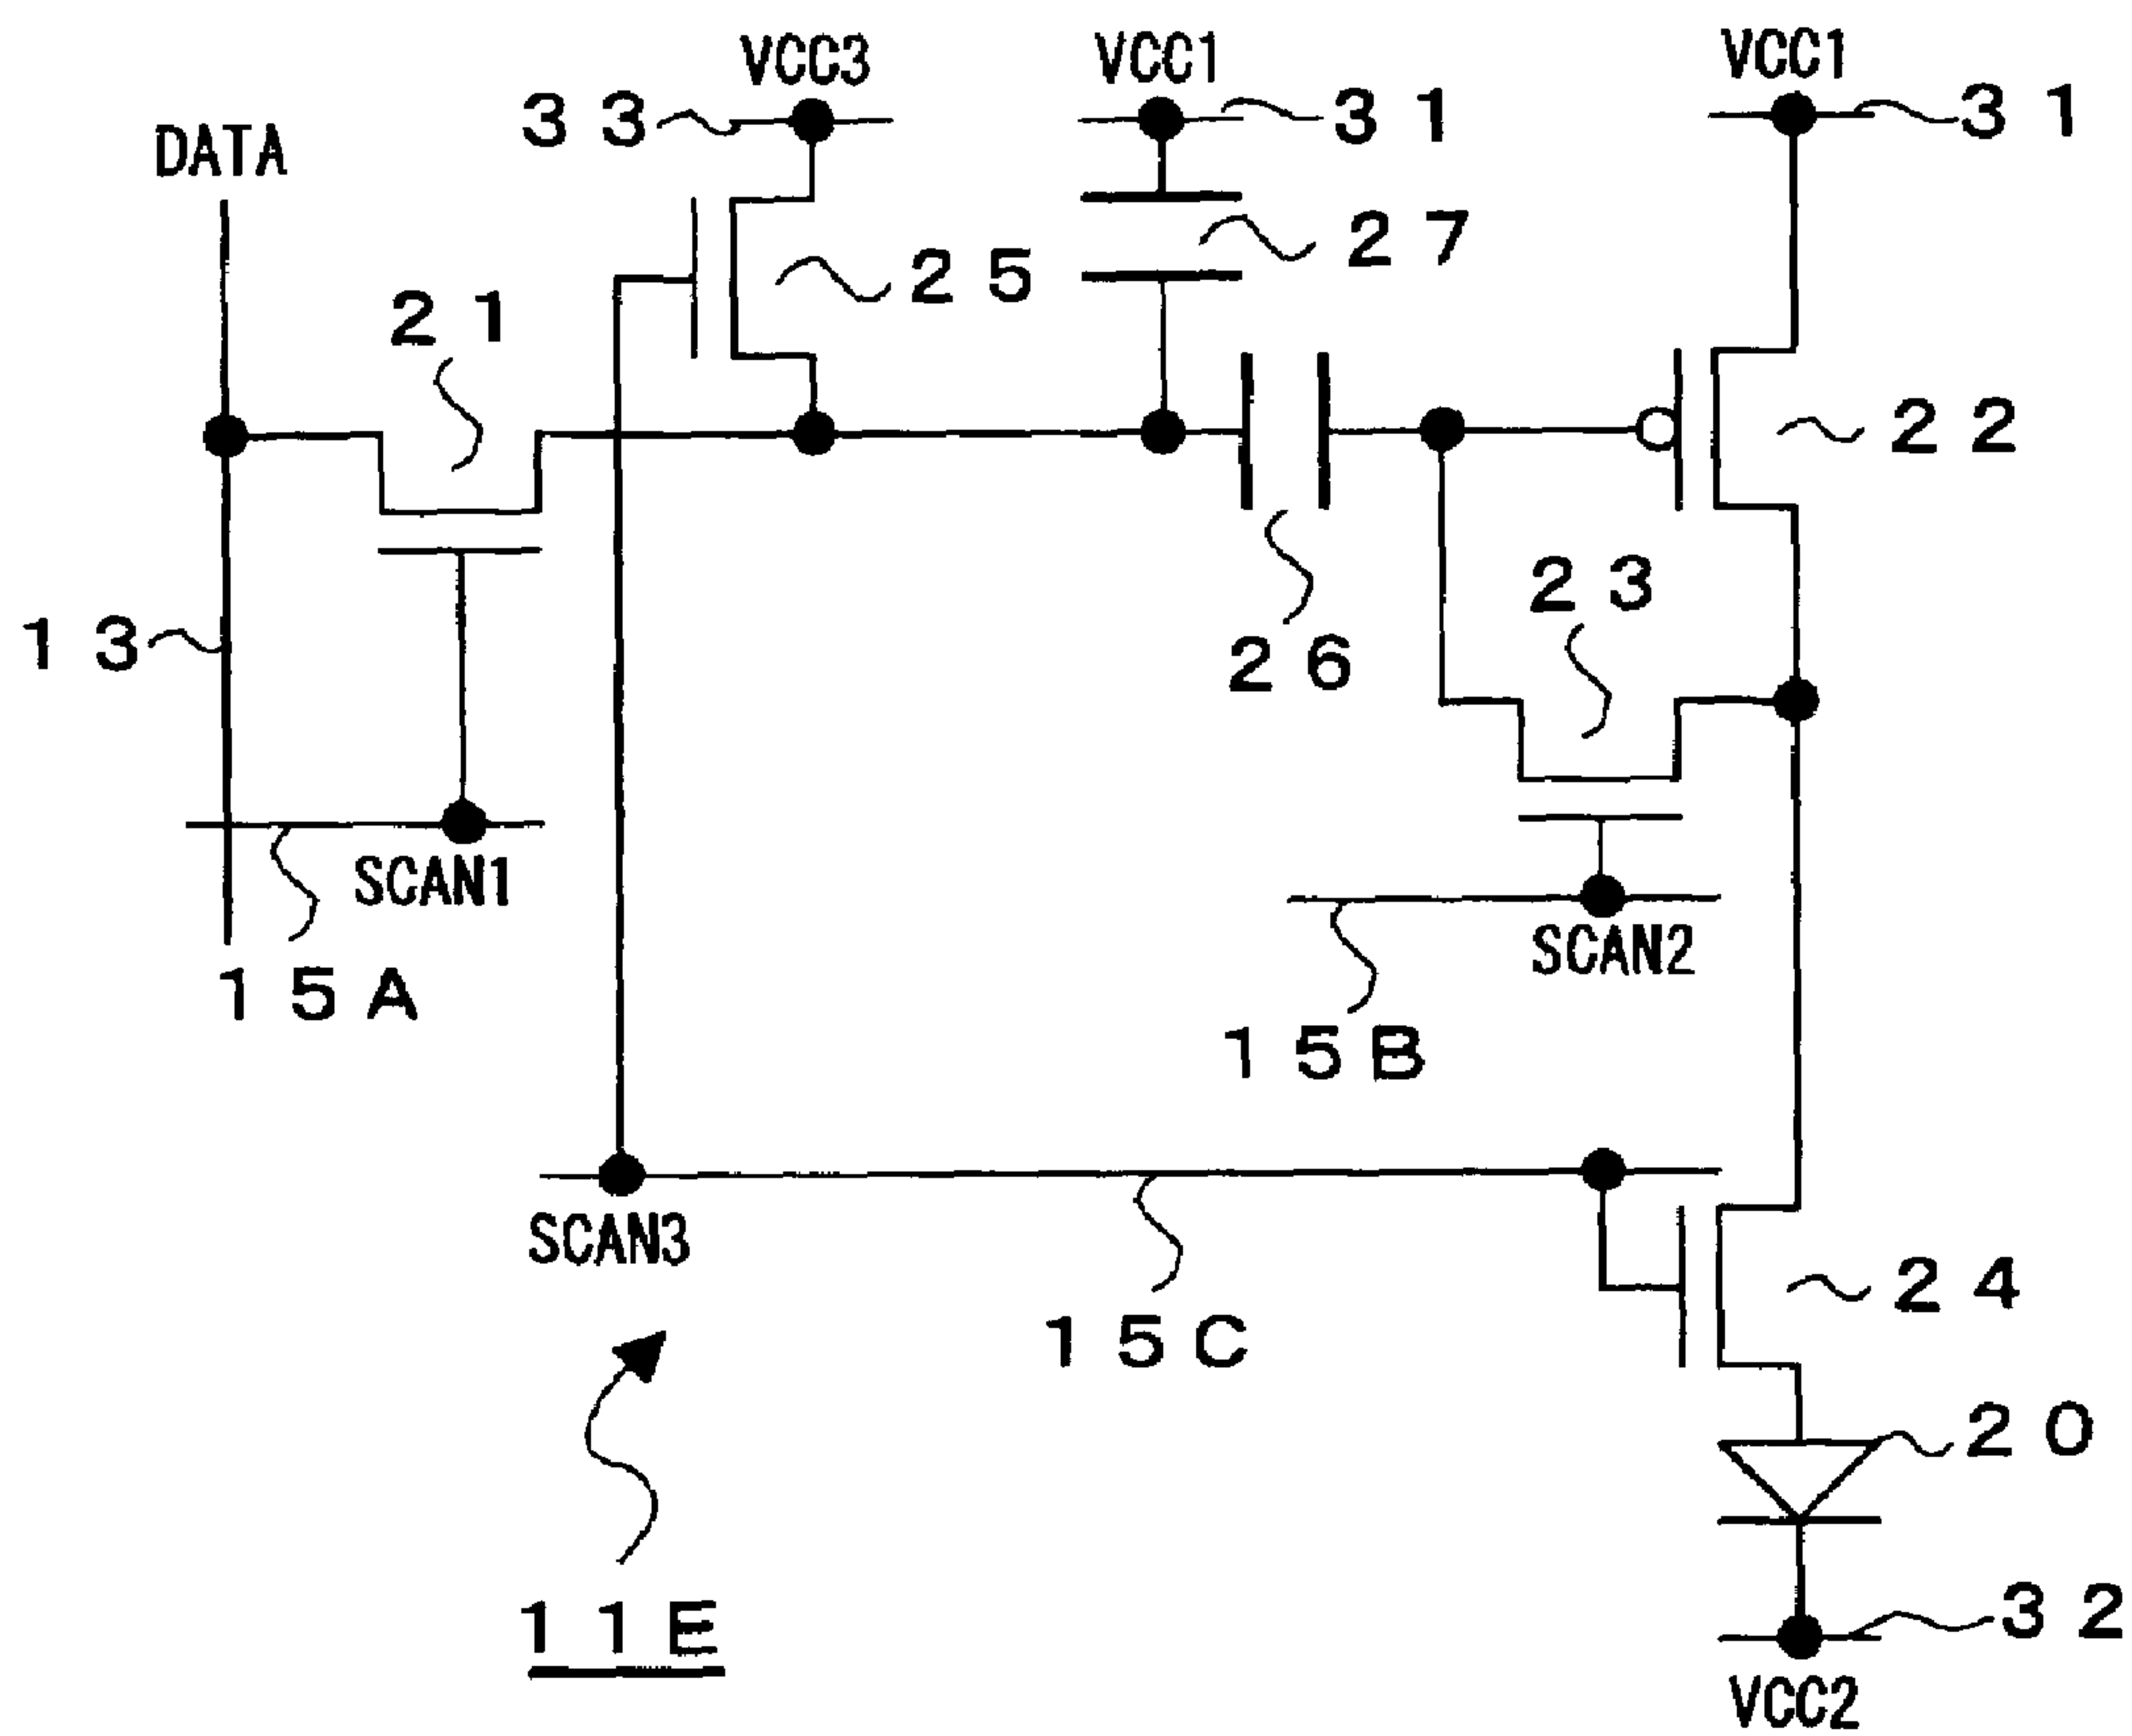 VCC3
VCC1
VCC1
33
31
31
DATA
27
25
21
22
23
13
26
SCAN1
SCAN2
15A
15B
SCAN3
24
15C
20
11E
32
VCC2